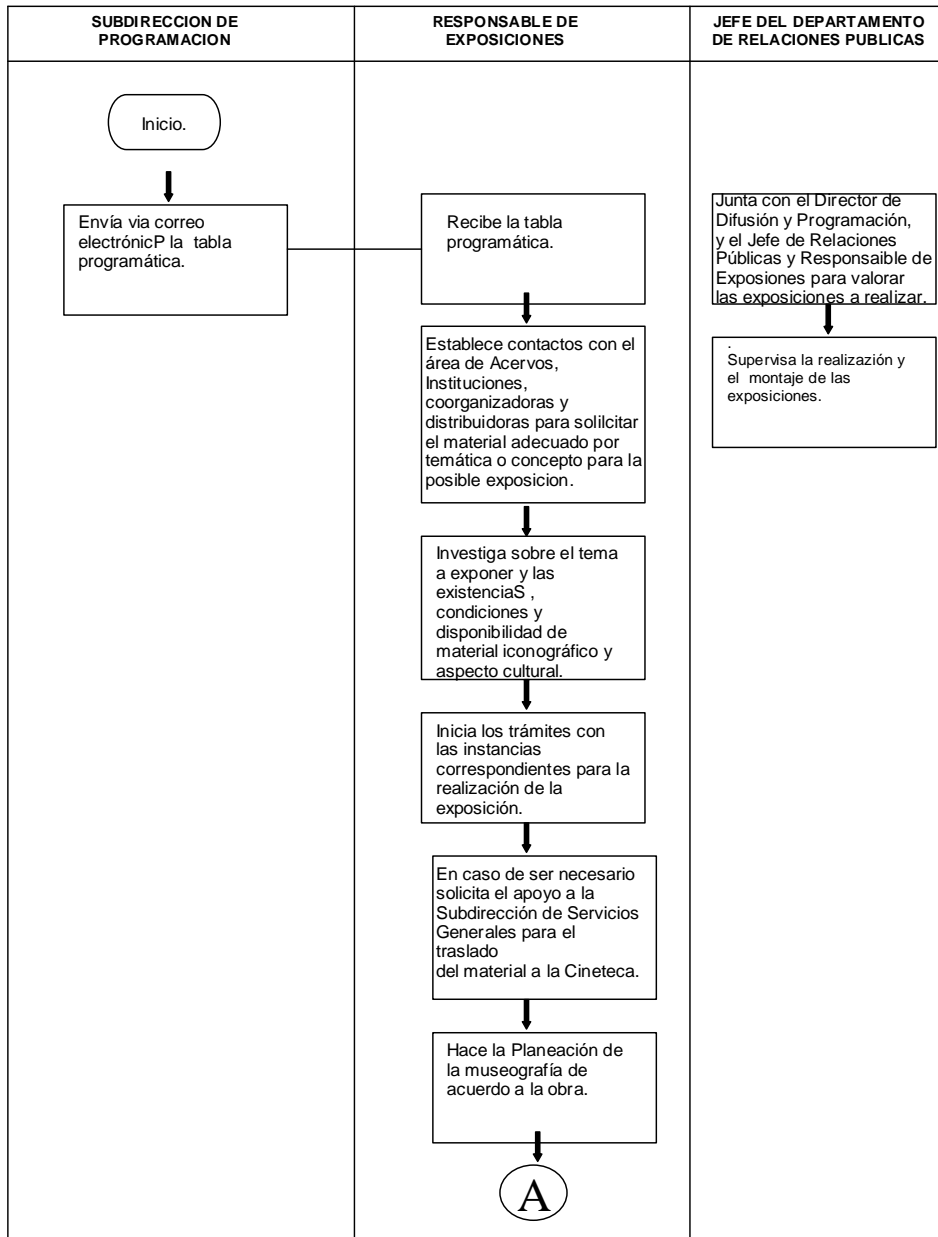 SUBDIRECCION DE
PROGRAMACION
RESPONSABLE DE
EXPOSICIONES
JEFE DEL DEPARTAMENTO
DE RELACIONES PUBLICAS
Inicio.
Envía via correo
electrónicP la tabla
programática.
Recibe la tabla
programática.
Junta con el Director de
Difusión y Programación,
y el Jefe de Relaciones
Públicas y Responsaible de
Exposiones para valorar
las exposiciones a realizar.
Establece contactos con el
área de Acervos,
Instituciones,
coorganizadoras y
distribuidoras para solilcitar
el material adecuado por
temática o concepto para la
posible exposicion.
.
Supervisa la realización y
el montaje de las
exposiciones.
Investiga sobre el tema
a exponer y las
existenciaS ,
condiciones y
disponibilidad de
material iconográfico y
aspecto cultural.
Inicia los trámites con
las instancias
correspondientes para la
realización de la
exposición.
En caso de ser necesario
solicita el apoyo a la
Subdirección de Servicios
Generales para el
traslado
del material a la Cineteca.
Hace la Planeación de
la museografía de
acuerdo a la obra.
A